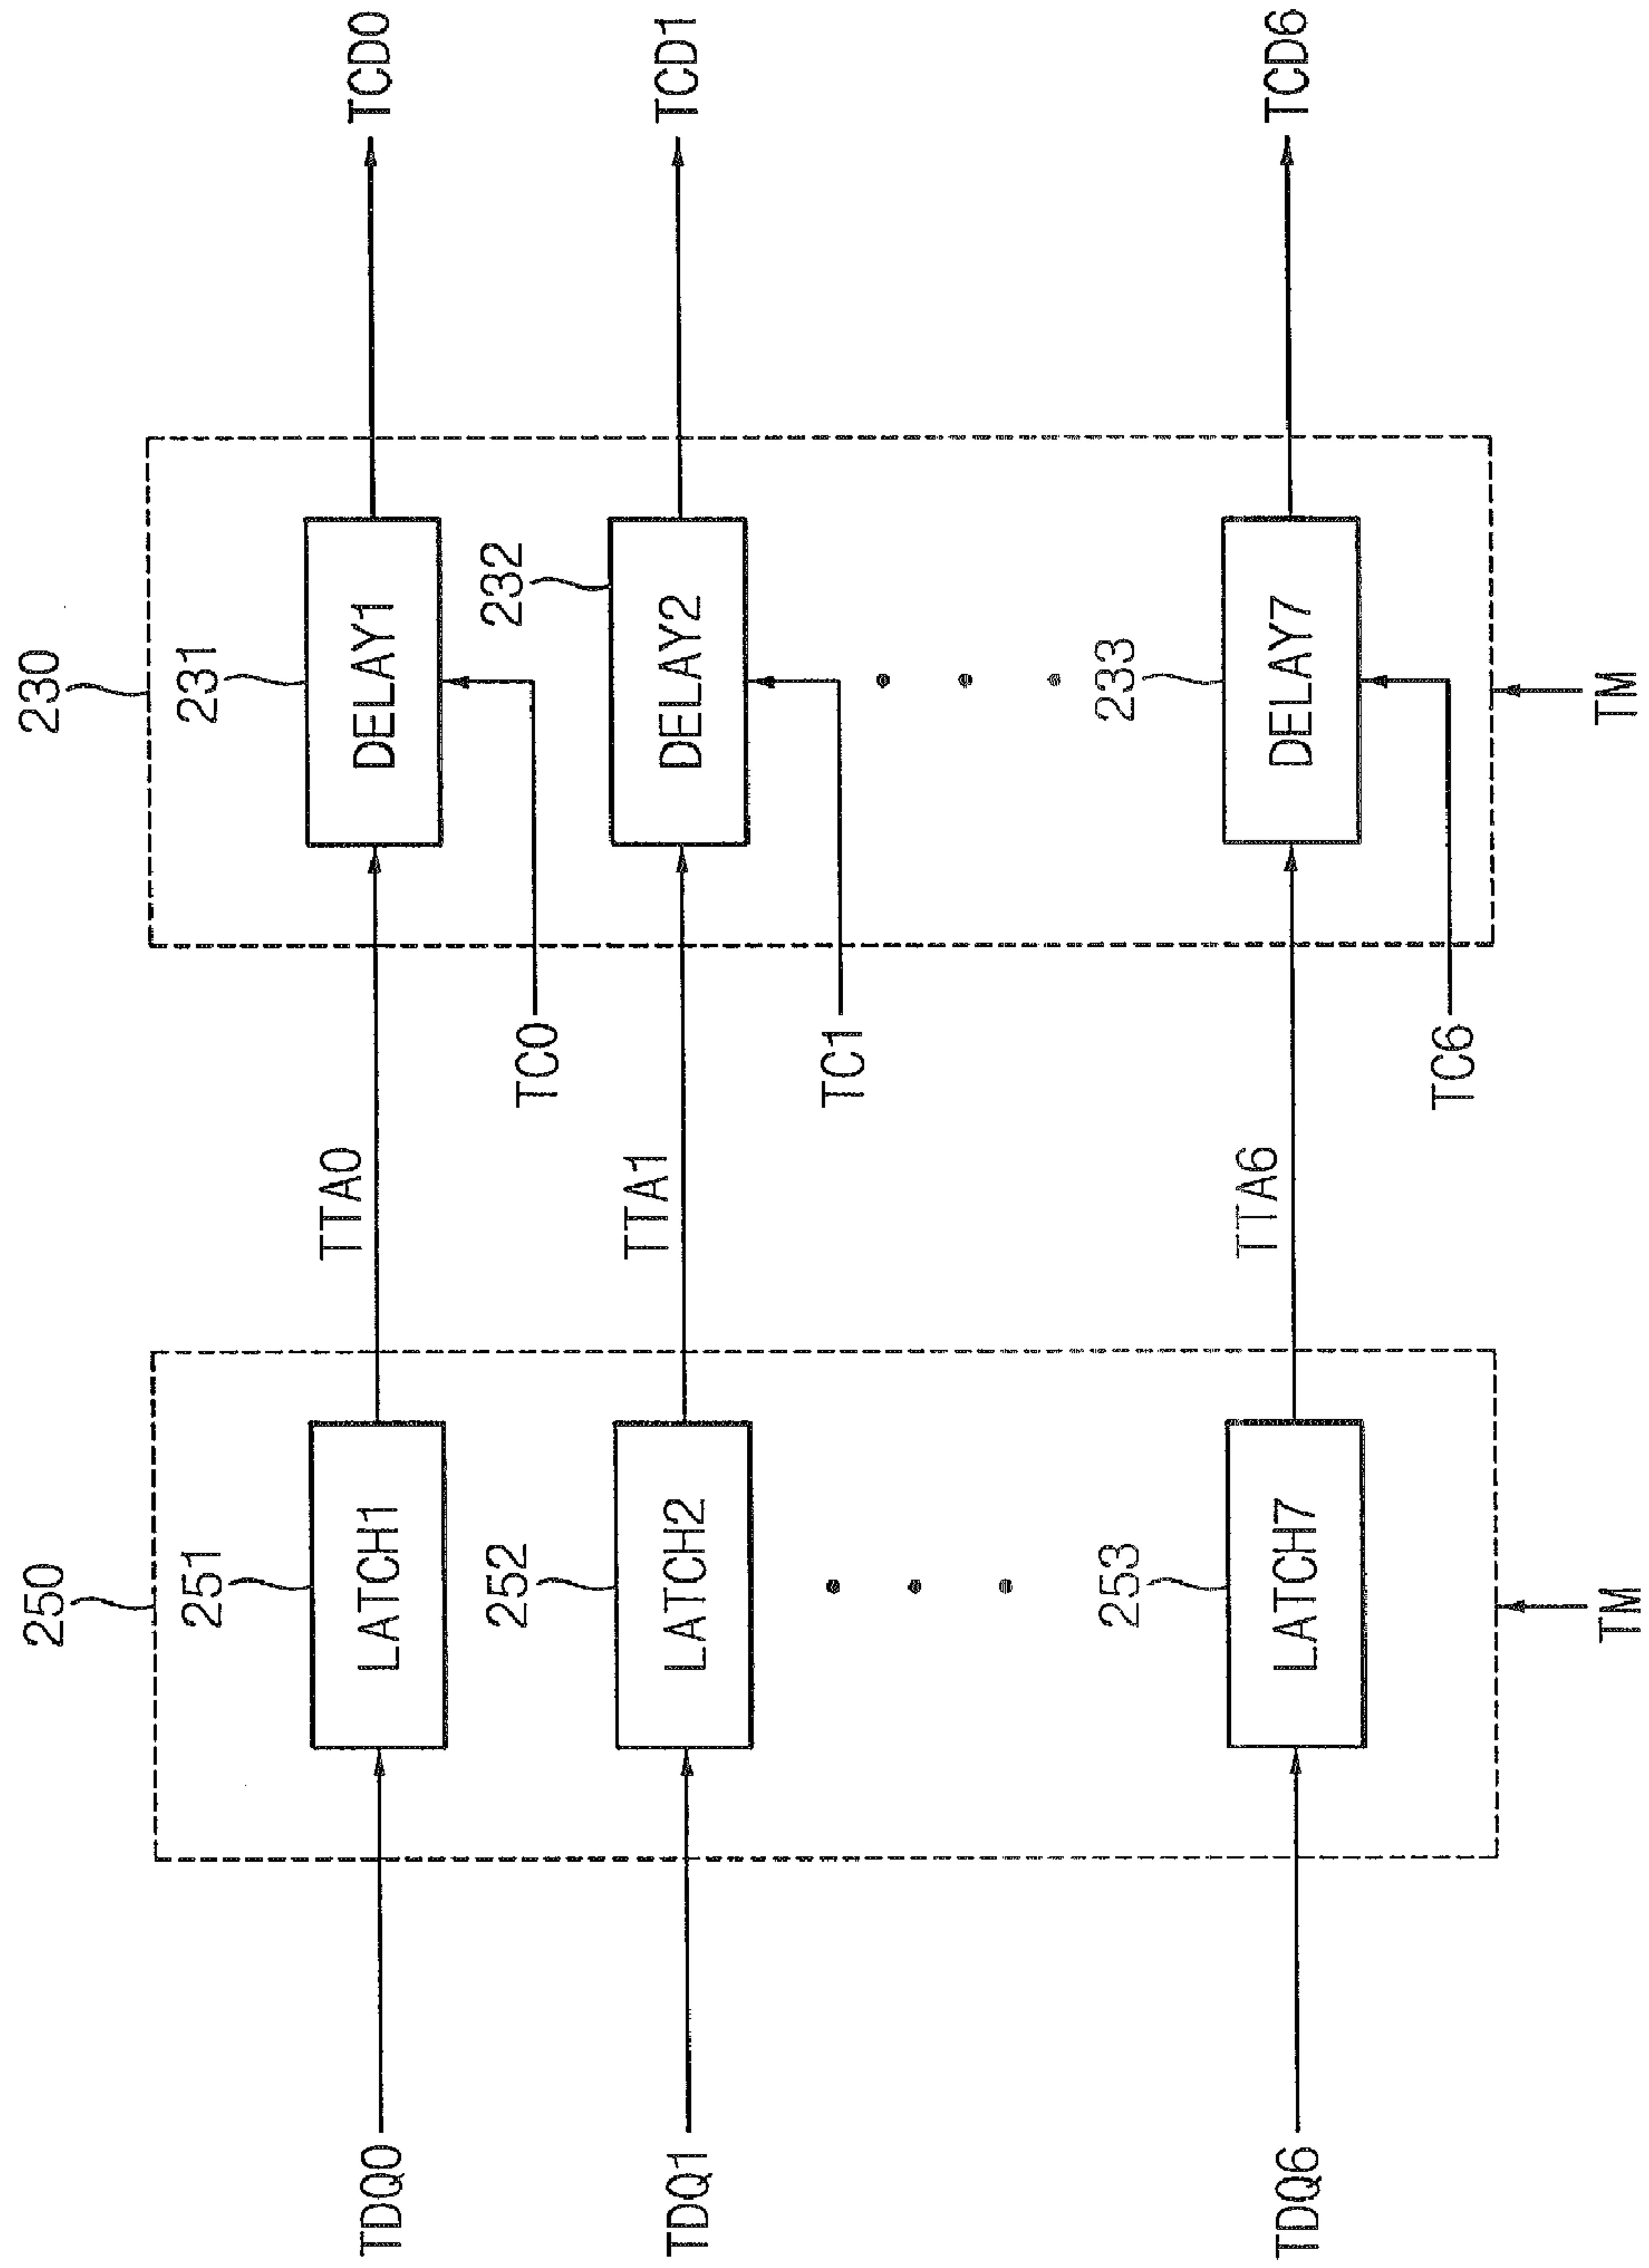 250
230
251
231
TDQ0
LATCH1
TTA0
DELAY1
TCD0
TC0
252
232
TDQ1
LATCH2
TTA1
DELAY2
TCD1
TC1
253
233
TDQ6
LATCH7
TTA6
DELAY7
TCD6
TC6
TM
TM